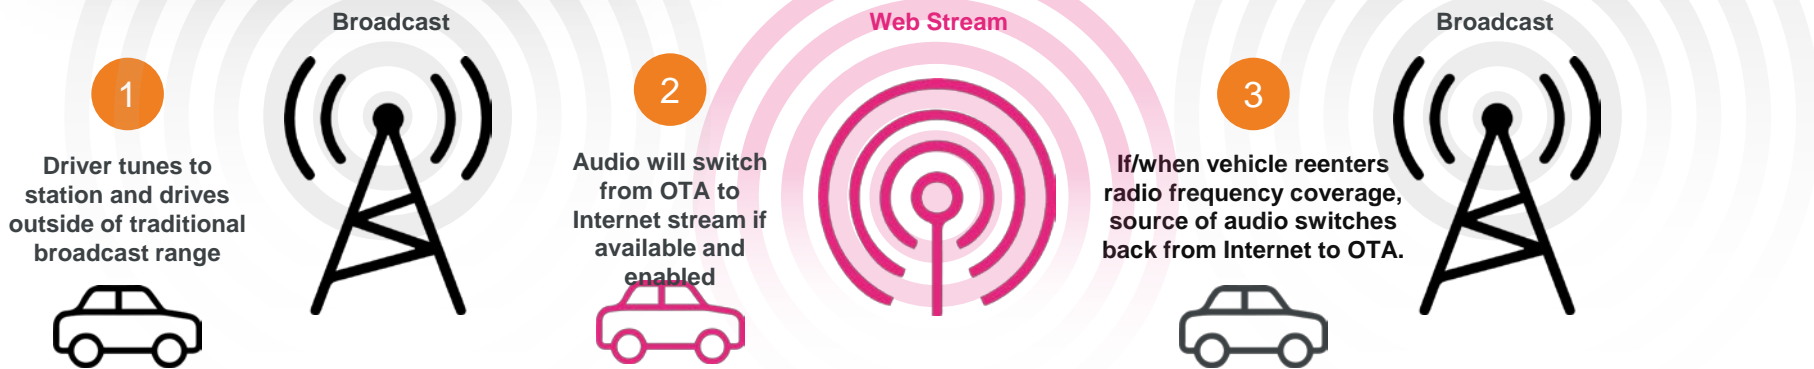 Broadcast
1
Driver tunes to
station and drives
outside of traditional
broadcast range
2
Audio will switch
from OTA to
Internet stream if
available and
enabled
Web Stream
3
If/when vehicle reenters
radio frequency coverage,
source of audio switches
back from Internet to OTA.
Broadcast